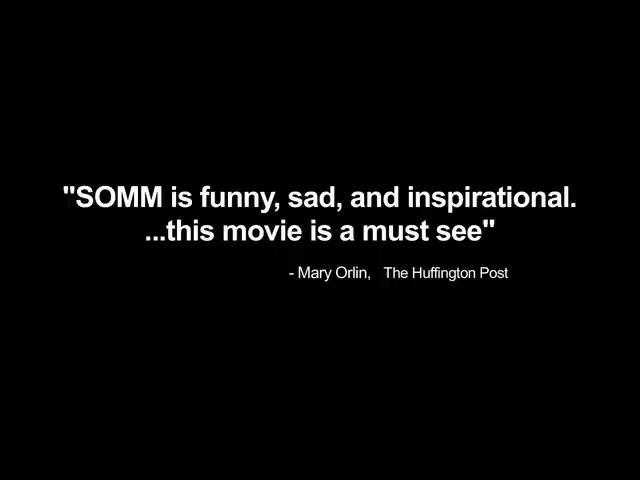 "SOMM is funny, sad, and inspirational.
...this movie is a must see"
- Mary Orlin, The Huffington Post